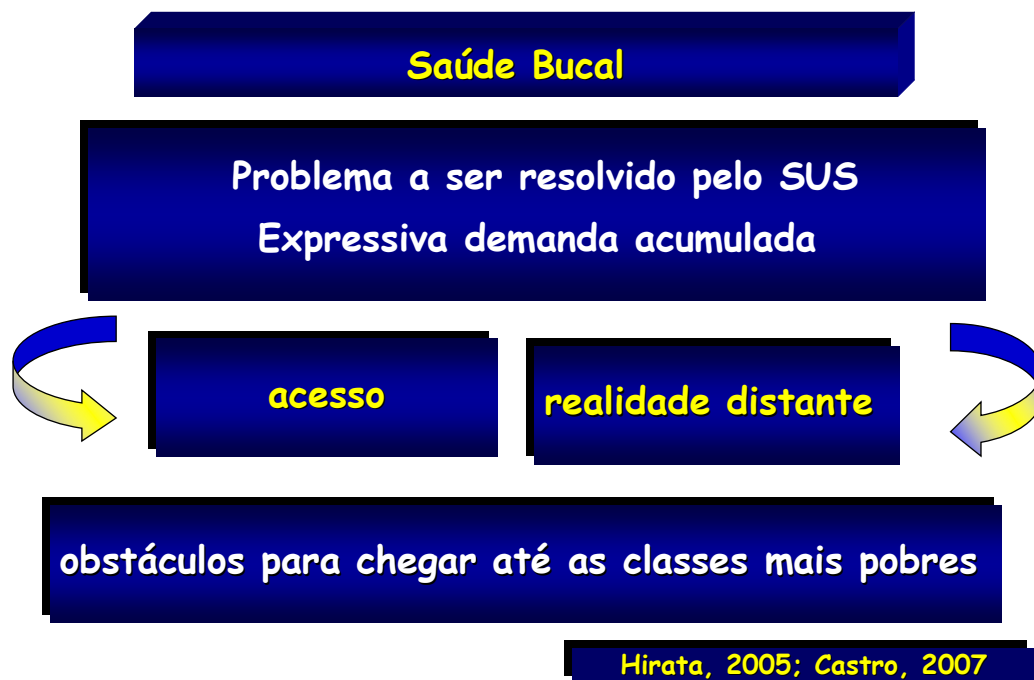 Saúde Bucal
Problema a ser resolvido pelo SUS
Expressiva demanda acumulada
acesso
realidade distante
obstáculos para chegar até as classes mais pobres
Hirata, 2005; Castro, 2007